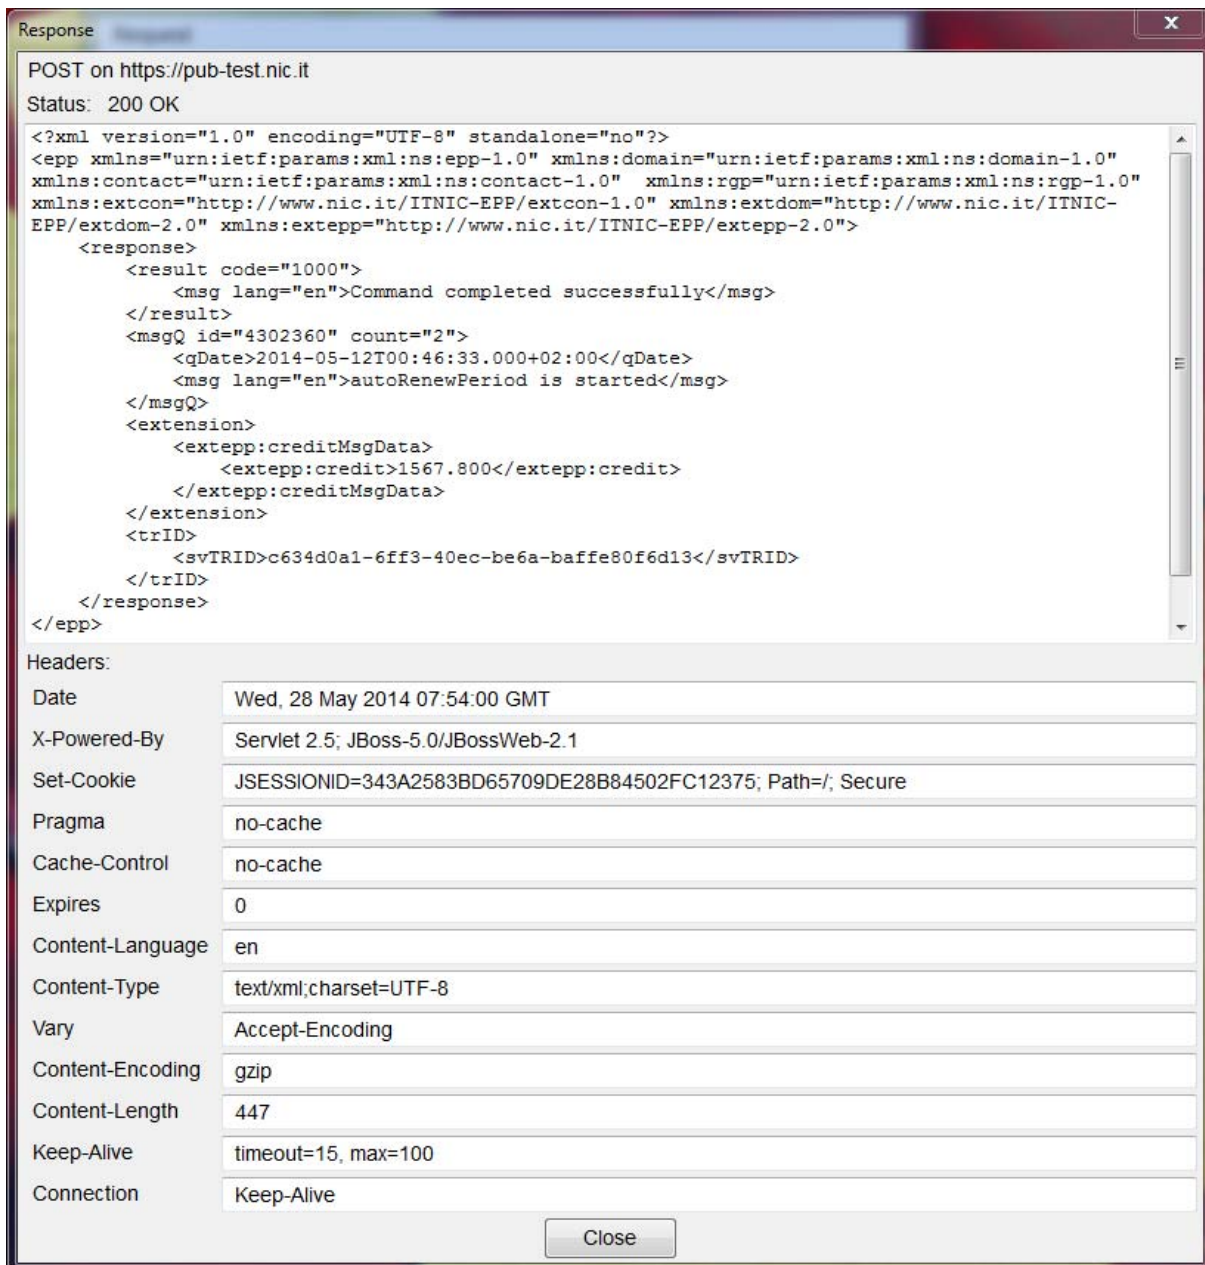 Response
Request
POST on https://pub-test.nic.it
Status: 200 OK
<?xml version="1.0" encoding="UTF-8" standalone="no"?>
<epp xmlns="urn:ietf:params:xml:ns:epp-1.0" xmlns:domain="urn:ietf:params:xml:ns:domain-1.0"
xmlns:contact="urn:ietf:params:xml:ns:contact-1.0"  xmlns:rgp="urn:ietf:params:xml:ns:rgp-1.0"
xmlns:extcon="http://www.nic.it/ITNIC-EPP/extcon-1.0" xmlns:extdom="http://www.nic.it/ITNIC-
EPP/extdom-2.0" xmlns:extepp="http://www.nic.it/ITNIC-EPP/extepp-2.0">
<response>
<result code="1000">
<msg lang="en">Command completed successfully</msg>
</result>
<msgQ id="4302360" count="2">
<qDate>2014-05-12T00:46:33.000+02:00</qDate>
<msg lang="en">autoRenewPeriod is started</msg>
</msgQ>
<extension>
<extepp:creditMsgData>
<extepp:credit>1567.800</extepp:credit>
</extepp:creditMsgData>
</extension>
<trID>
<svTRID>c634d0a1-6ff3-40ec-be6a-baffe80f6d13</svTRID>
</trID>
</response>
</epp>
Headers:
Date Wed, 28 May 2014 07:54:00 GMT
X-Powered-By Servlet 2.5; JBoss-5.0/JBossWeb-2.1
Set-Cookie JSESSIONID=343A2583BD65709DE28B84502FC12375; Path=/; Secure
Pragma no-cache
Cache-Control no-cache
Expires 0
Content-Language en
Content-Type text/xml;charset=UTF-8
Vary Accept-Encoding
Content-Encoding gzip
Content-Length 447
Keep-Alive timeout=15, max=100
Connection Keep-Alive
Close